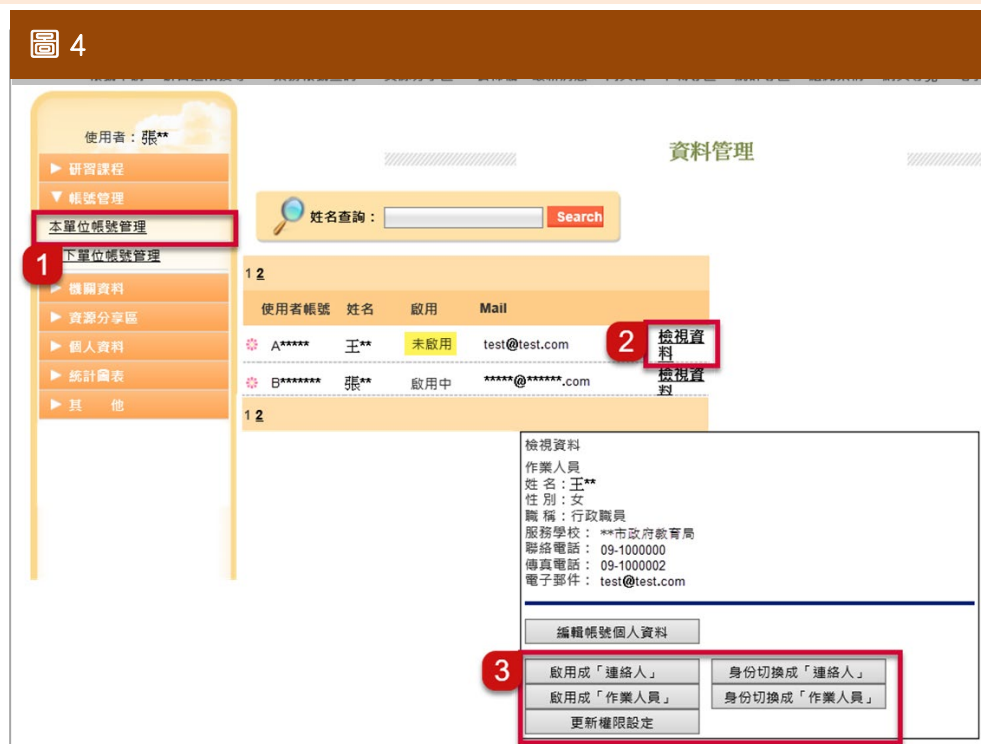 圖 4
使用者：張**
▶ 研習課程
▼ 帳號管理
本單位帳號管理
1
下單位帳號管理
▶ 機關資料
▶ 資源分享區
▶ 個人資料
▶ 統計圖表
▶ 其 他
資料管理
姓名查詢：
Search
1 2
使用者帳號 姓名 啟用 Mail
A***** 王** 未啟用 test@test.com 2 檢視資
料
B******* 張** 啟用中 *****@******.com 檢視資
料
1 2
檢視資料
作業人員
姓 名：王**
性 別：女
職 稱：行政職員
服務學校： **市政府教育局
聯絡電話： 09-1000000
傳真電話： 09-1000002
電子郵件： test@test.com
編輯帳號個人資料
3
啟用成「連絡人」 身份切換成「連絡人」
啟用成「作業人員」 身份切換成「作業人員」
更新權限設定